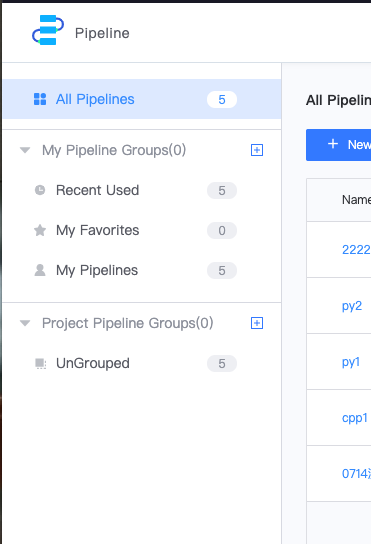 Pipeline
All Pipelines 5
My Pipeline Groups(0)
Recent Used 5
My Favorites 0
My Pipelines 5
Project Pipeline Groups(0)
UnGrouped 5
All Pipelin
New
Name
2222
py2
py1
cpp1
0714